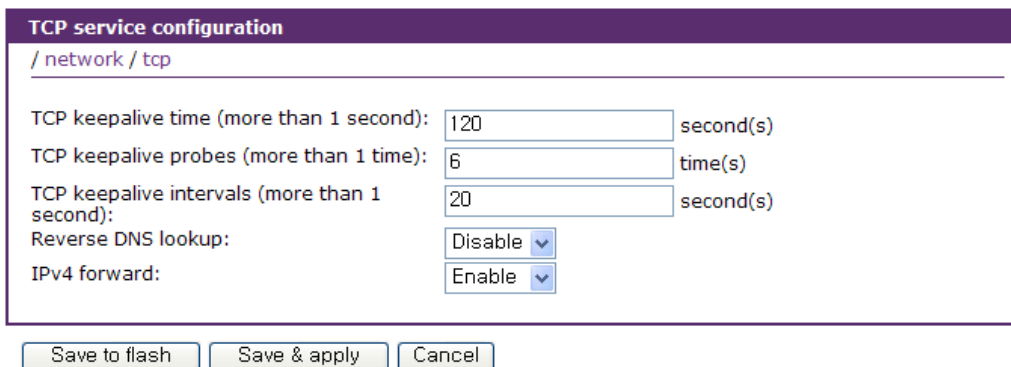 TCP service configuration
/ network / tcp
TCP keepalive time (more than 1 second): 120 second(s)
TCP keepalive probes (more than 1 time): 6 time(s)
TCP keepalive intervals (more than 1
second): 20 second(s)
Reverse DNS lookup: Disable
IPv4 forward: Enable
Save to flash Save & apply Cancel